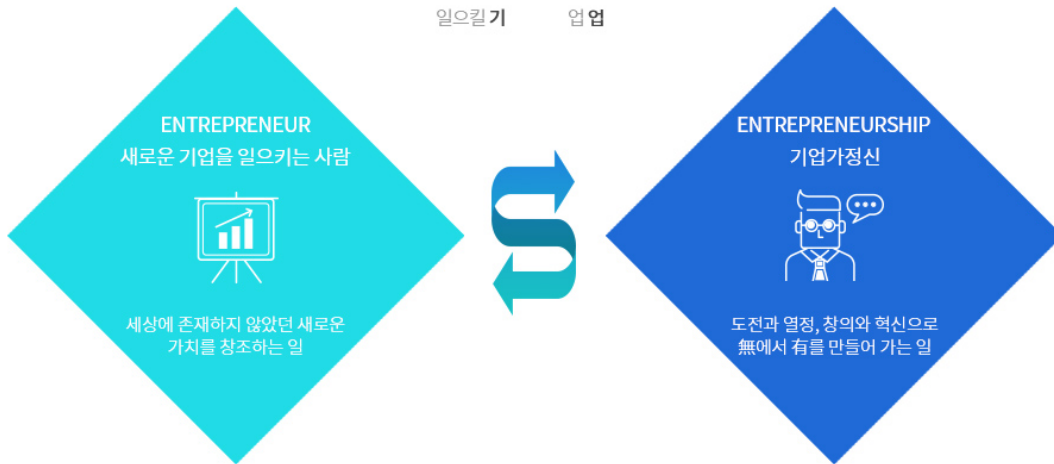 일으킬 기 업 업
ENTREPRENEUR
새로운 기업을 일으키는 사람
세상에 존재하지 않았던 새로운
가치를 창조하는 일
ENTREPRENEURSHIP
기업가정신
도전과 열정, 창의와 혁신으로
無에서 有를 만들어 가는 일